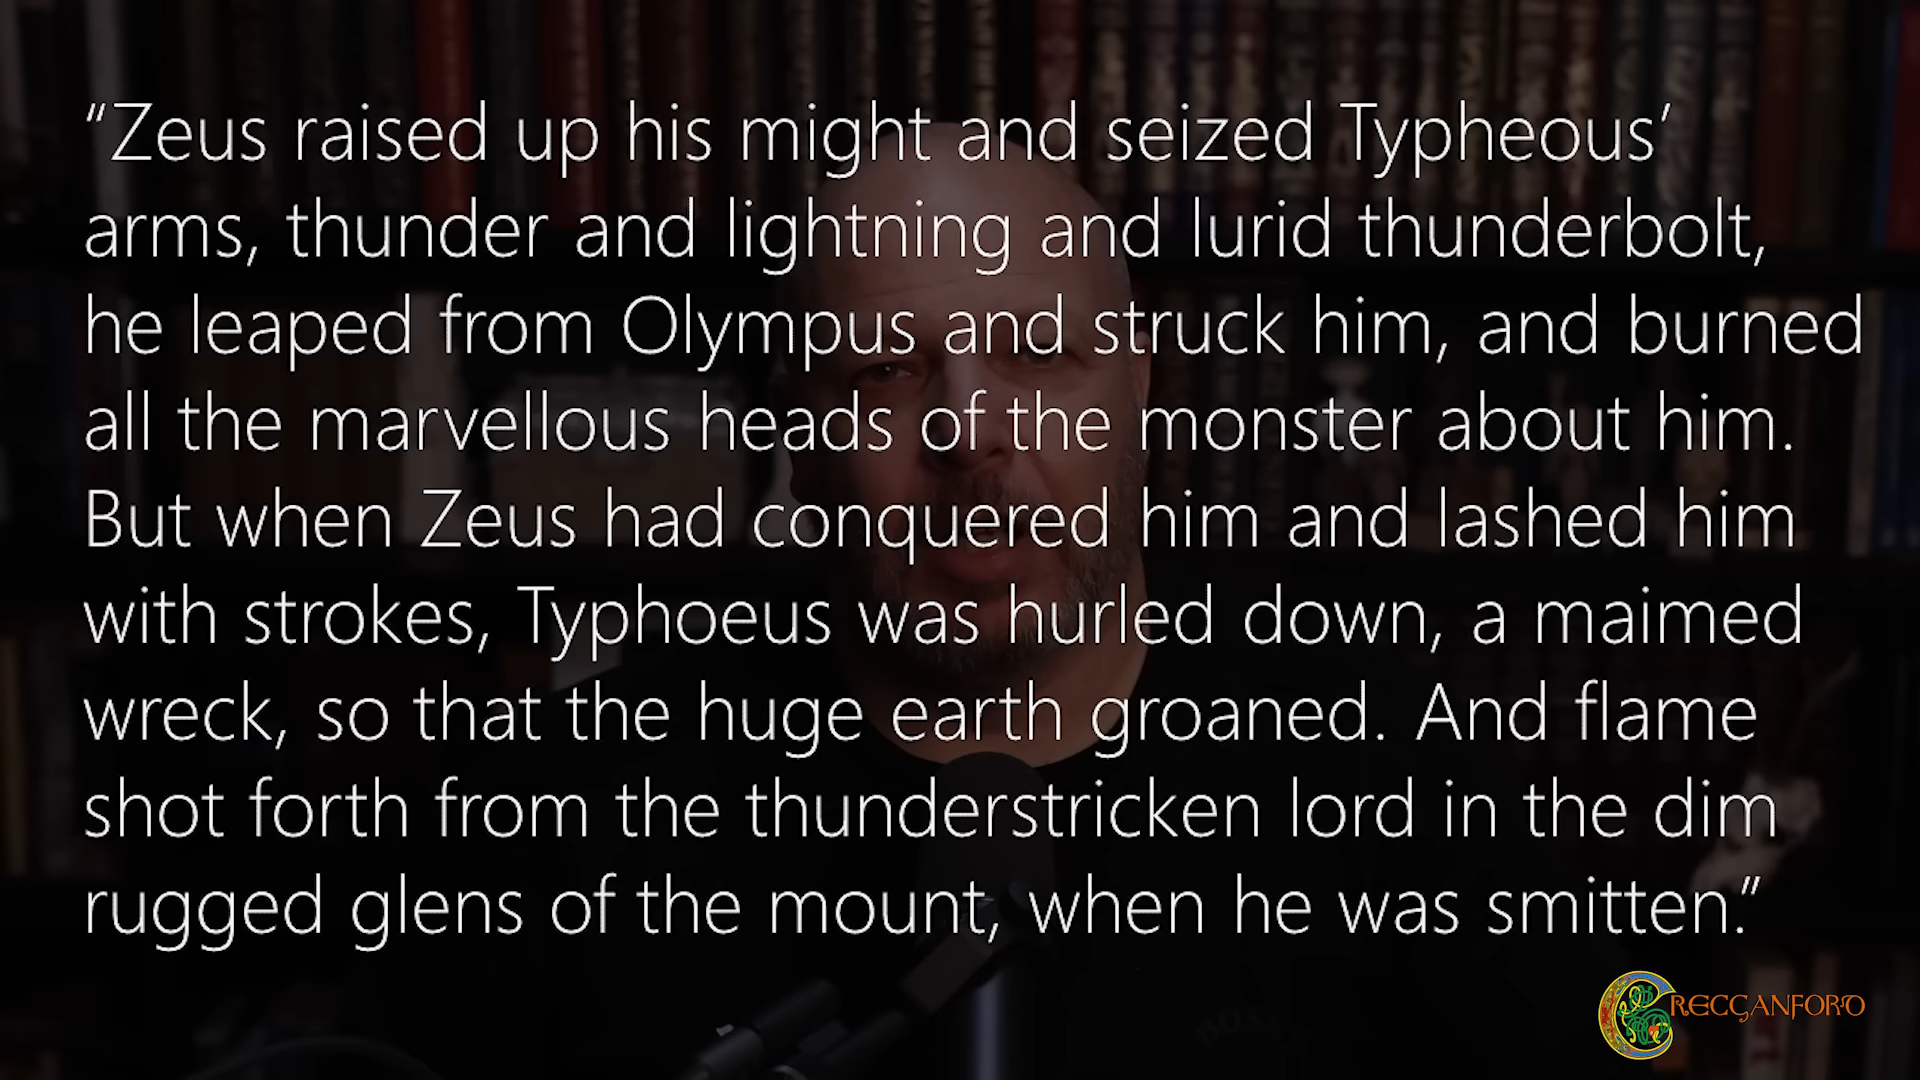 “Zeus raised up his might and seized Typheous’
arms, thunder and lightning and lurid thunderbolt,
he leaped from Olympus and struck him, and burned
all the marvellous heads of the monster about him.
But when Zeus had conquered him and lashed him
with strokes, Typhoeus was hurled down, a maimed
wreck, so that the huge earth groaned. And flame
shot forth from the thunderstricken lord in the dim
rugged glens of the mount, when he was smitten.”
CRECGANFORD